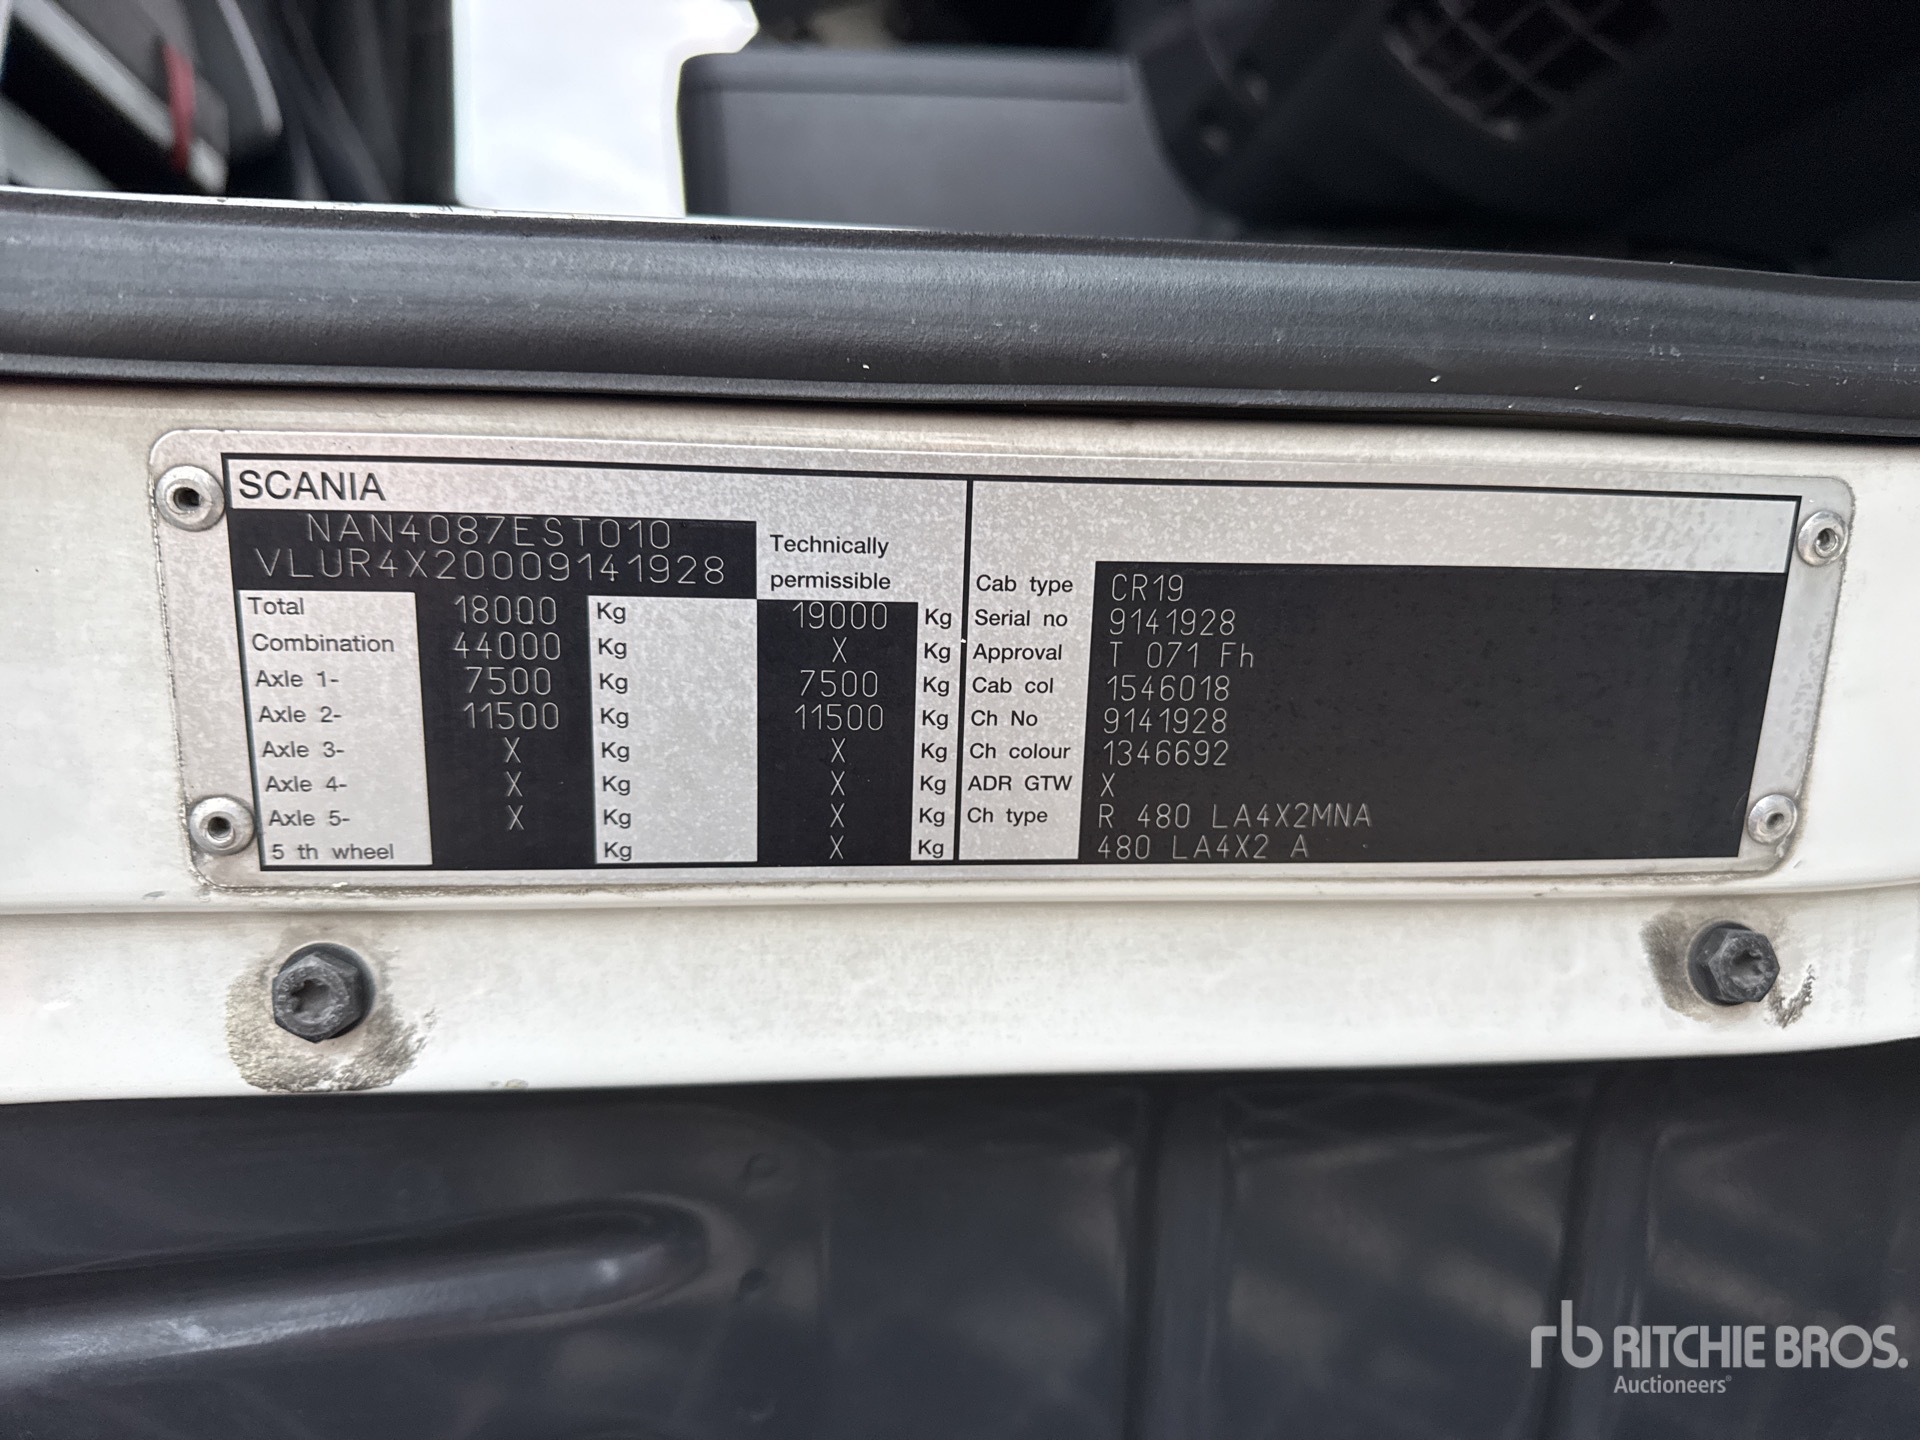 SCANIA
NAN4087EST010
VLUR4X20009141928
Technically
permissible
Total 18000 Kg 19000 Kg
Combination 44000 Kg X Kg
Axle 1- 7500 Kg 7500 Kg
Axle 2- 11500 Kg 11500 Kg
Axle 3- X Kg X Kg
Axle 4- X Kg X Kg
Axle 5- X Kg X Kg
5 th wheel Kg X Kg
Cab type CR19
Serial no 9141928
Approval T 071 Fh
Cab col 1546018
Ch No 9141928
Ch colour 1346692
ADR GTW X
Ch type R 480 LA4X2MNA
480 LA4X2 A
rb RITCHIE BROS.
Auctioneers